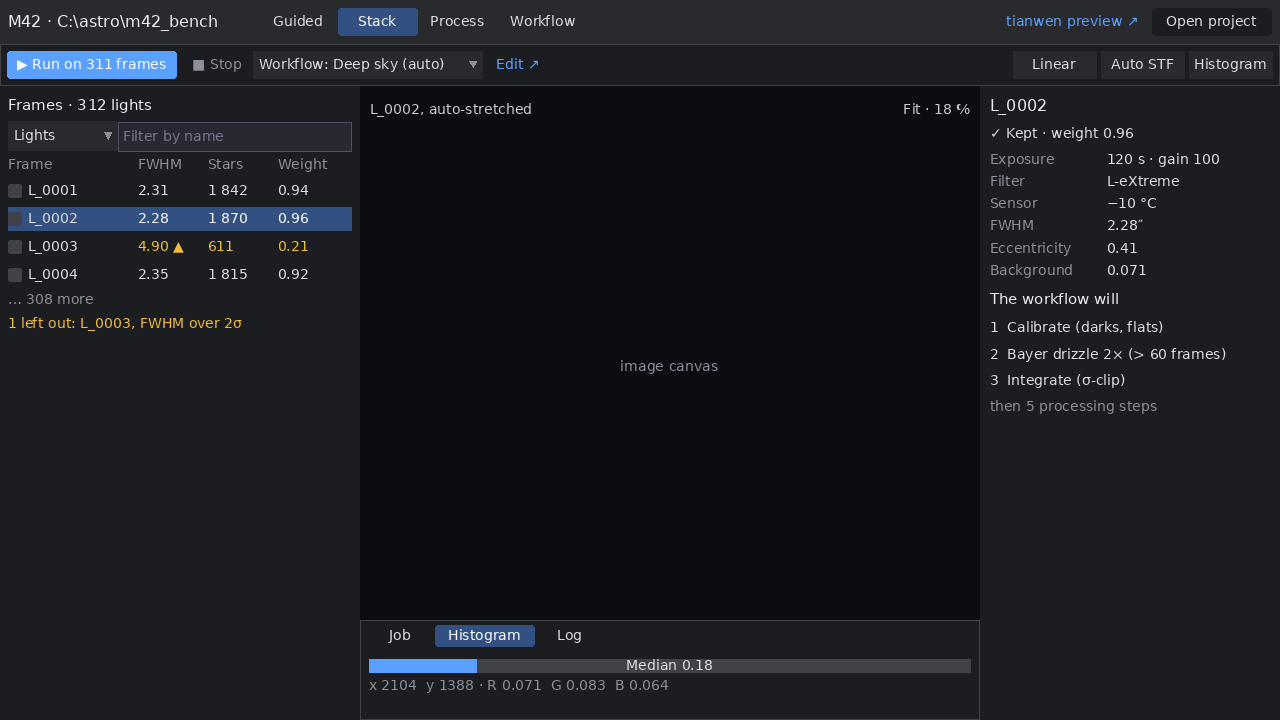 M42 · C:\astro\m42_bench Guided Stack Process Workflow tianwen preview ↗ Open project
▶ Run on 311 frames ■ Stop Workflow: Deep sky (auto) ▼ Edit ↗ Linear Auto STF Histogram
Frames · 312 lights
Lights ▼ Filter by name
Frame FWHM Stars Weight
L_0001 2.31 1 842 0.94
L_0002 2.28 1 870 0.96
L_0003 4.90 ▲ 611 0.21
L_0004 2.35 1 815 0.92
… 308 more
1 left out: L_0003, FWHM over 2σ
L_0002, auto-stretched Fit · 18 ℅
image canvas
Job Histogram Log
Median 0.18
x 2104 y 1388 · R 0.071 G 0.083 B 0.064
L_0002
✓ Kept · weight 0.96
Exposure 120 s · gain 100
Filter L-eXtreme
Sensor −10 °C
FWHM 2.28″
Eccentricity 0.41
Background 0.071
The workflow will
1 Calibrate (darks, flats)
2 Bayer drizzle 2× (> 60 frames)
3 Integrate (σ-clip)
then 5 processing steps